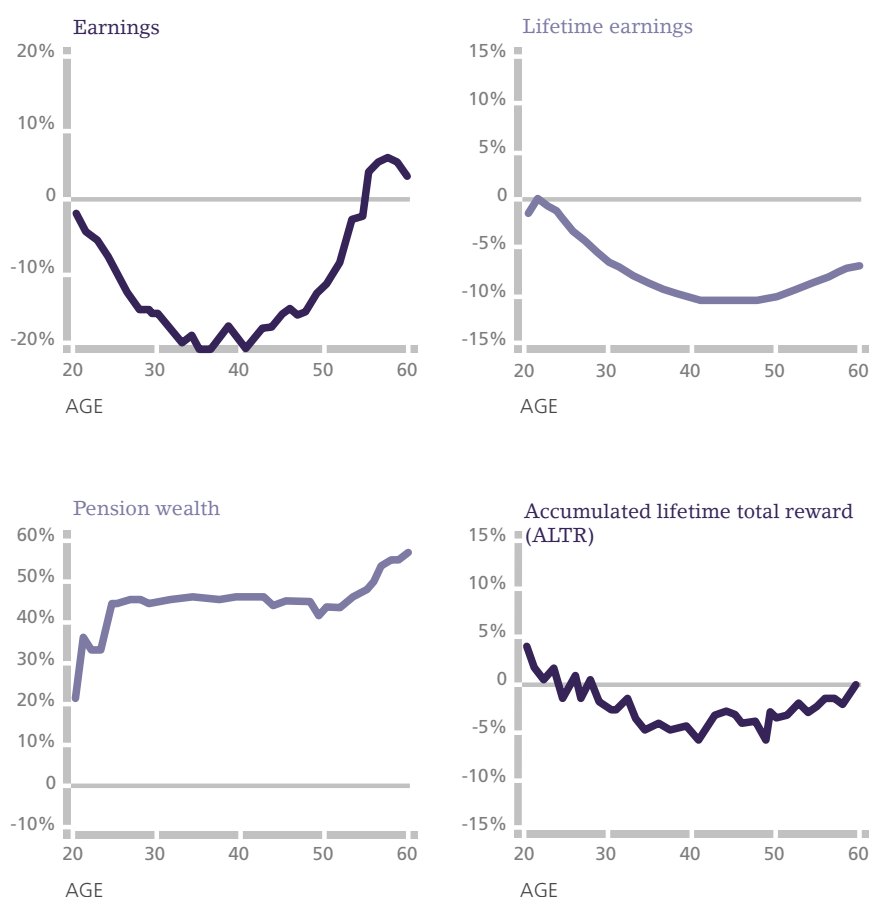 Earnings
20%
10%
0
-10%
-20%
20 30 40 50 60
AGE
Lifetime earnings
15%
10%
5%
0
-5%
-10%
-15%
20 30 40 50 60
AGE
Pension wealth
60%
50%
40%
30%
20%
10%
0
-10%
20 30 40 50 60
AGE
Accumulated lifetime total reward
(ALTR)
15%
10%
5%
0
-5%
-10%
-15%
20 30 40 50 60
AGE